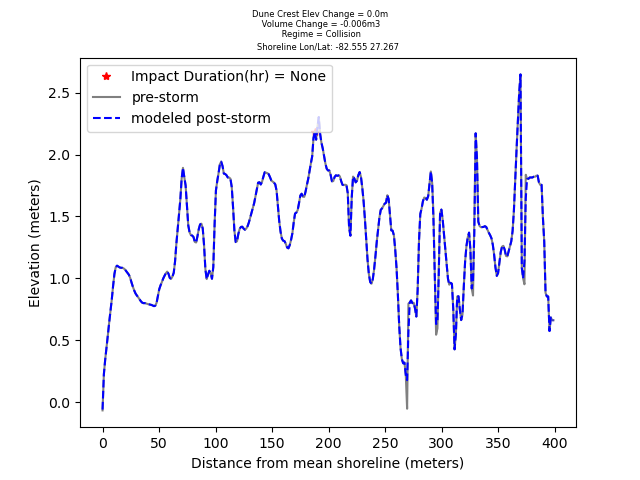 Dune Crest Elev Change = 0.0m
Volume Change = -0.006m3
Regime = Collision
Shoreline Lon/Lat: -82.555 27.267
Impact Duration(hr) = None
pre-storm
modeled post-storm
2.5
2.0
1.5
1.0
0.5
0.0
Elevation (meters)
0 50 100 150 200 250 300 350 400
Distance from mean shoreline (meters)